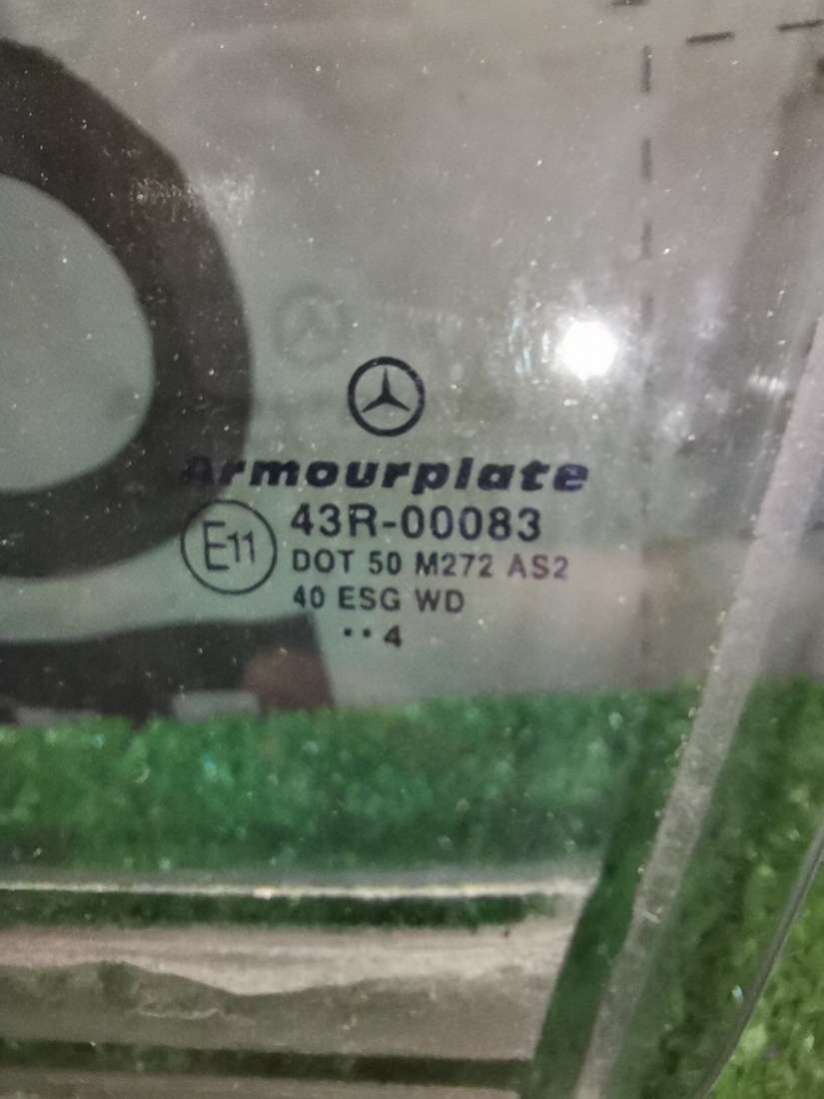 Armourplate
43R-00083
E11
DOT 50 M272 AS2
40 ESG WD
··4